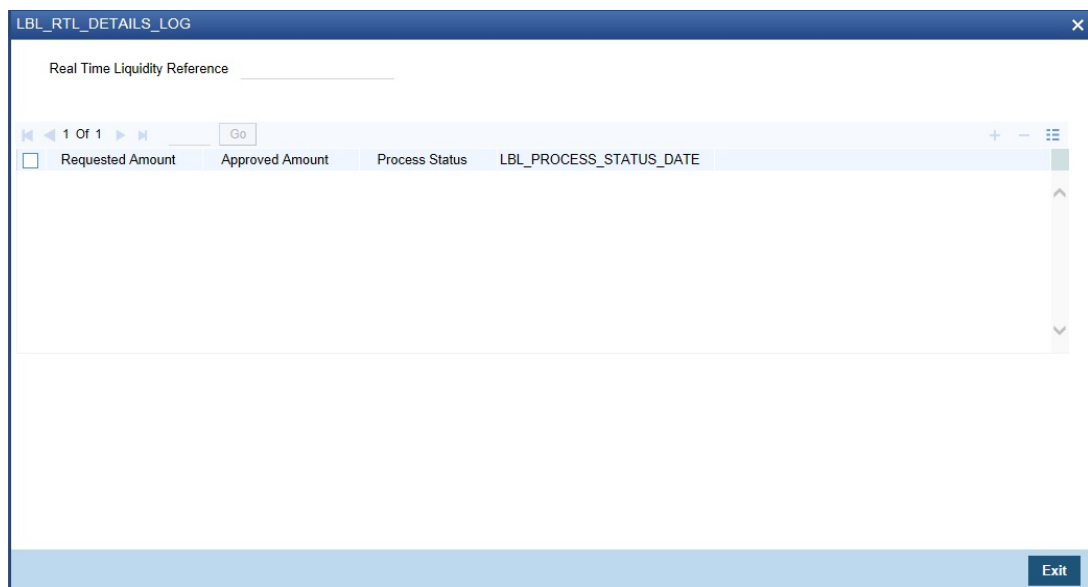 LBL_RTL_DETAILS_LOG
Real Time Liquidity Reference
1 Of 1 Go
Requested Amount Approved Amount Process Status LBL_PROCESS_STATUS_DATE
Exit